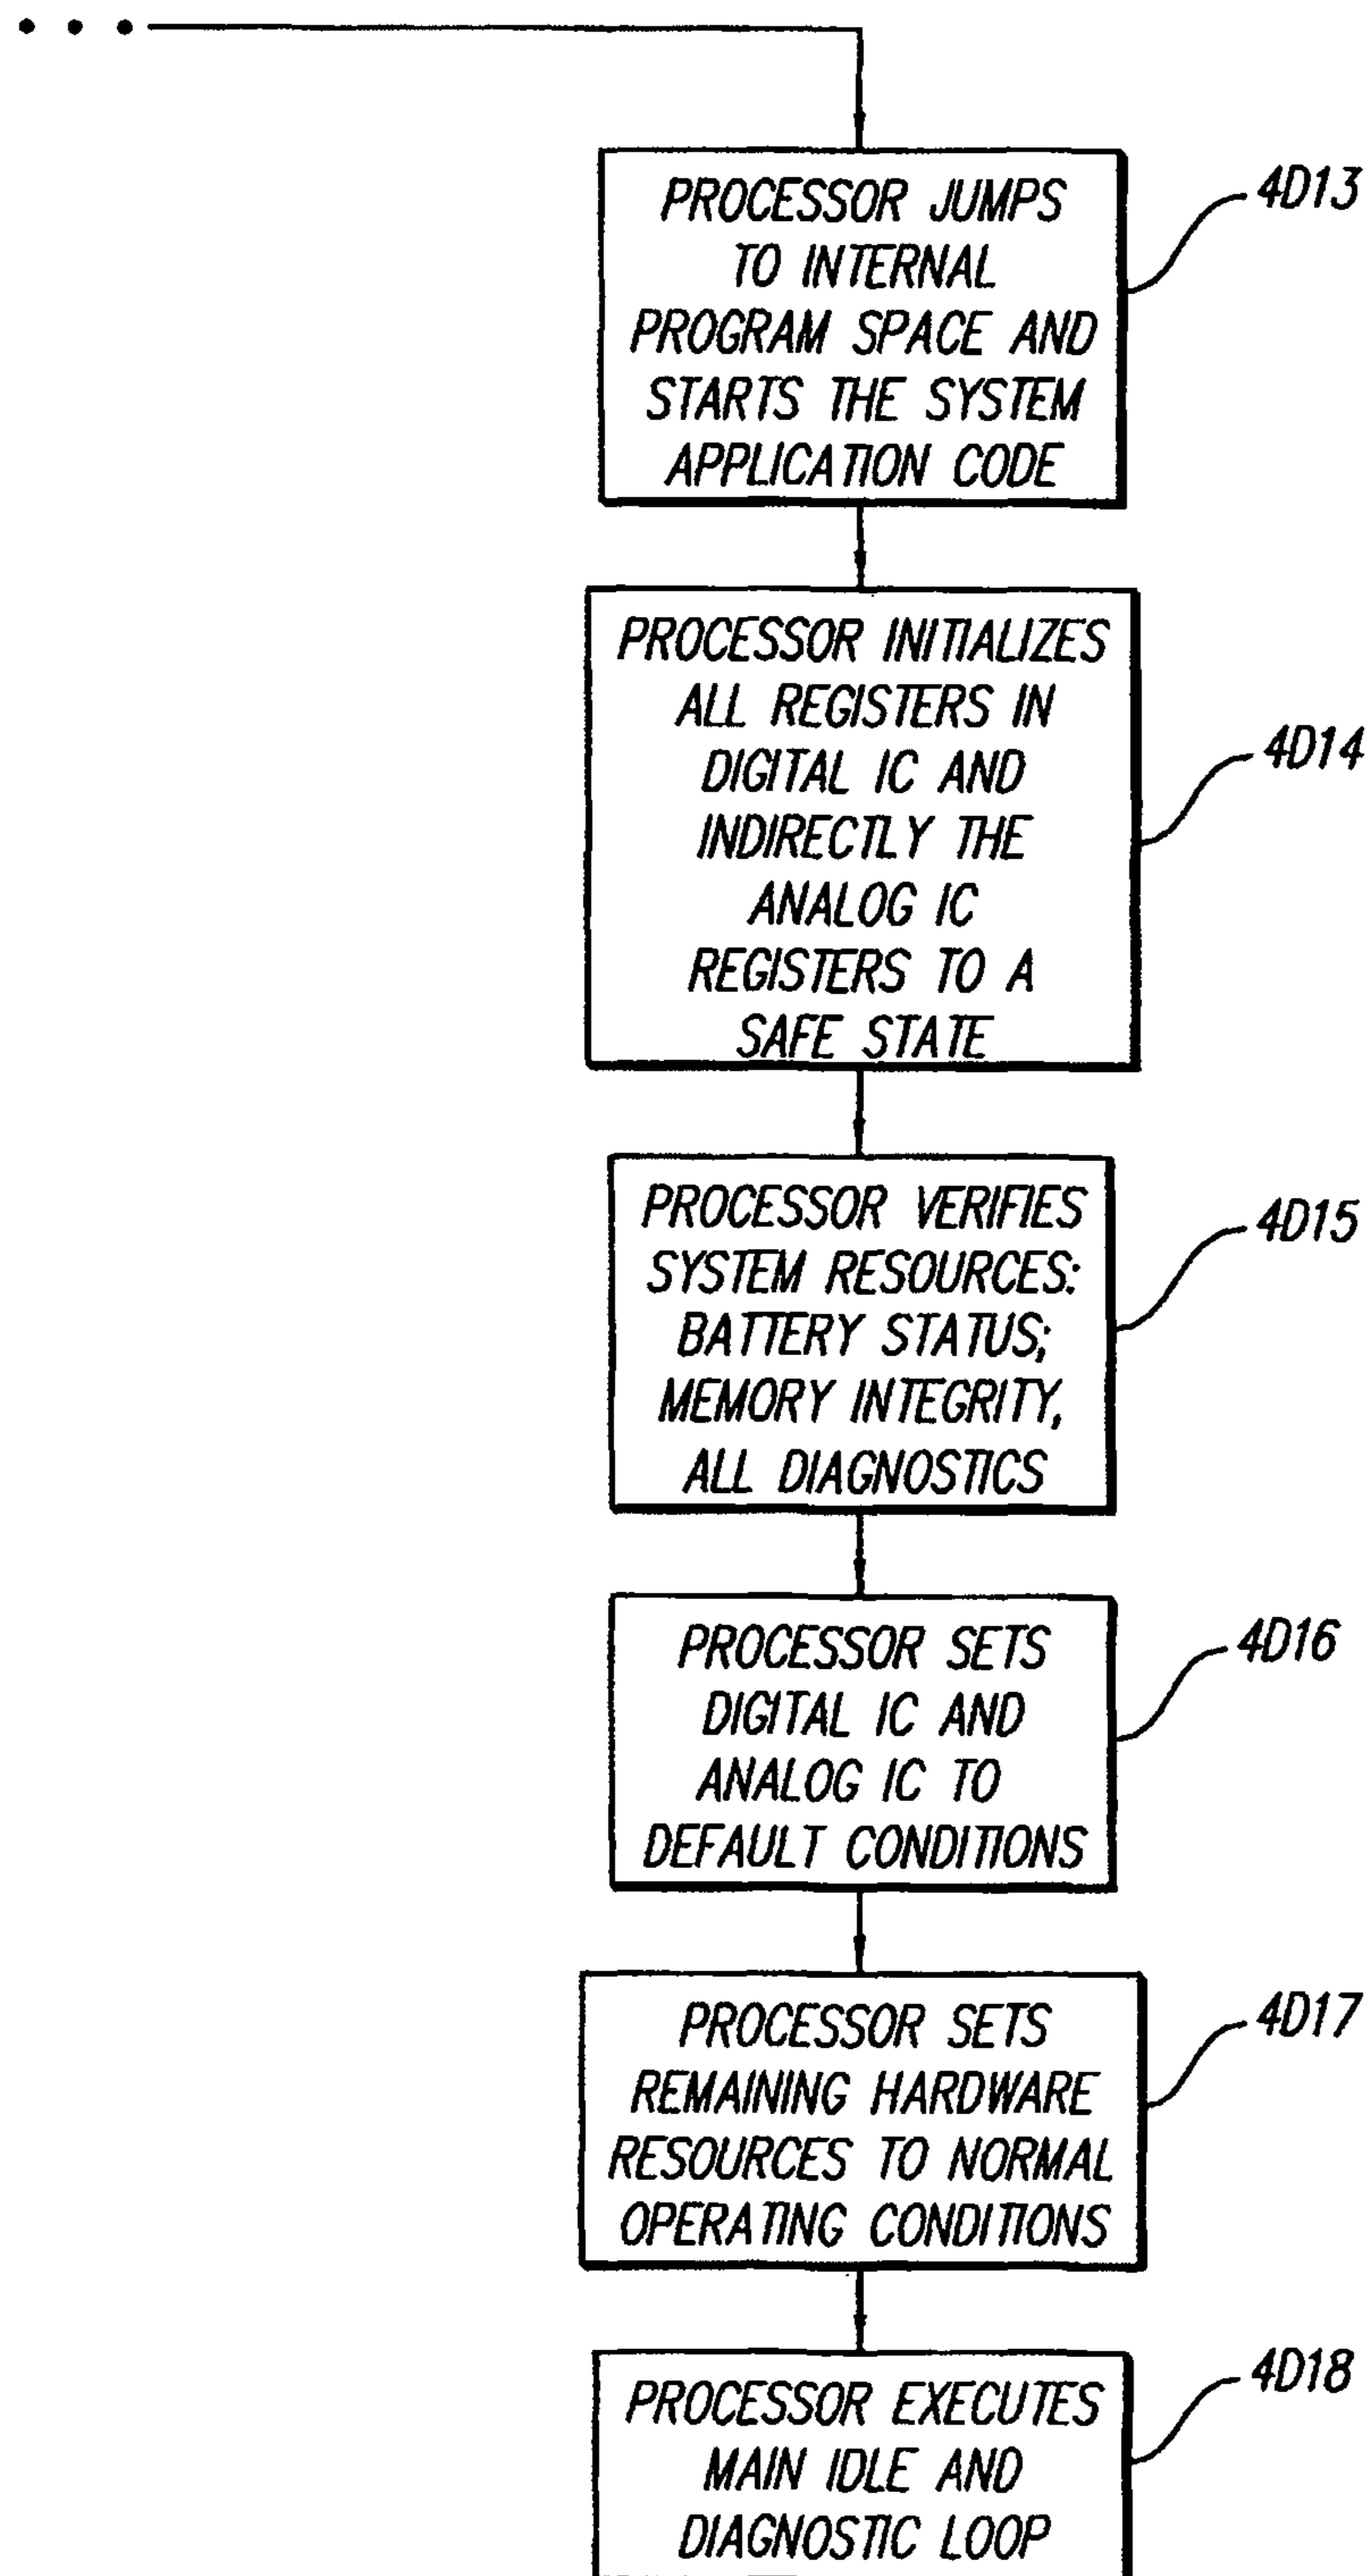 PROCESSOR JUMPS
TO INTERNAL
PROGRAM SPACE AND
STARTS THE SYSTEM
APPLICATION CODE
4D13
PROCESSOR INITIALIZES
ALL REGISTERS IN
DIGITAL IC AND
INDIRECTLY THE
ANALOG IC
REGISTERS TO A
SAFE STATE
4D14
PROCESSOR VERIFIES
SYSTEM RESOURCES:
BATTERY STATUS;
MEMORY INTEGRITY,
ALL DIAGNOSTICS
4D15
PROCESSOR SETS
DIGITAL IC AND
ANALOG IC TO
DEFAULT CONDITIONS
4D16
PROCESSOR SETS
REMAINING HARDWARE
RESOURCES TO NORMAL
OPERATING CONDITIONS
4D17
PROCESSOR EXECUTES
MAIN IDLE AND
DIAGNOSTIC LOOP
4D18